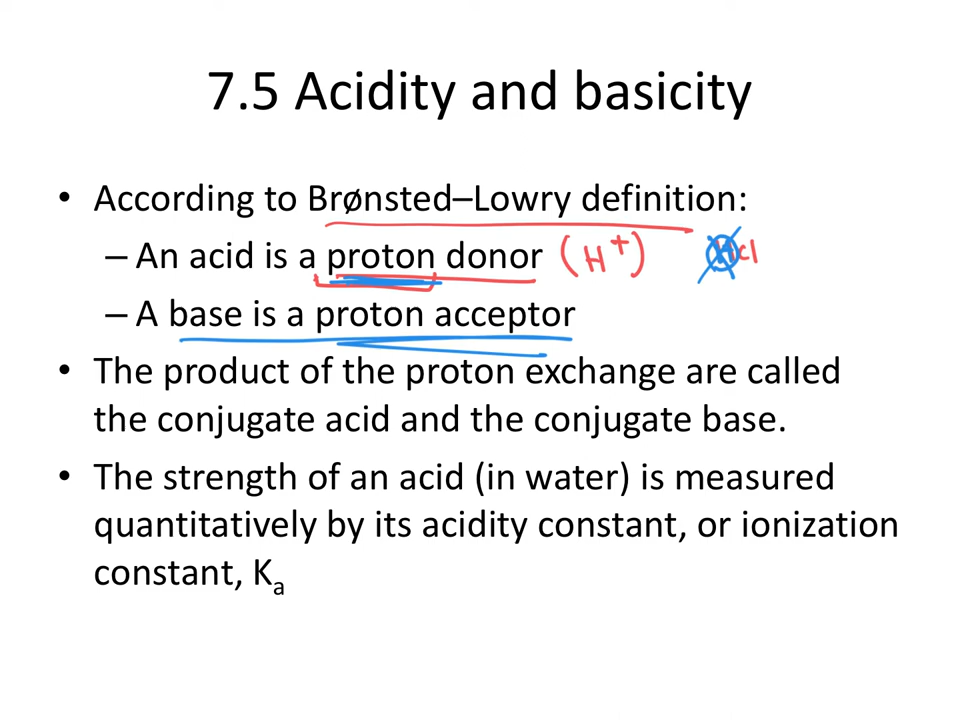 7.5 Acidity and basicity
• According to Brønsted–Lowry definition:
– An acid is a proton donor (H+) HCl
– A base is a proton acceptor
• The product of the proton exchange are called
the conjugate acid and the conjugate base.
• The strength of an acid (in water) is measured
quantitatively by its acidity constant, or ionization
constant, Ka